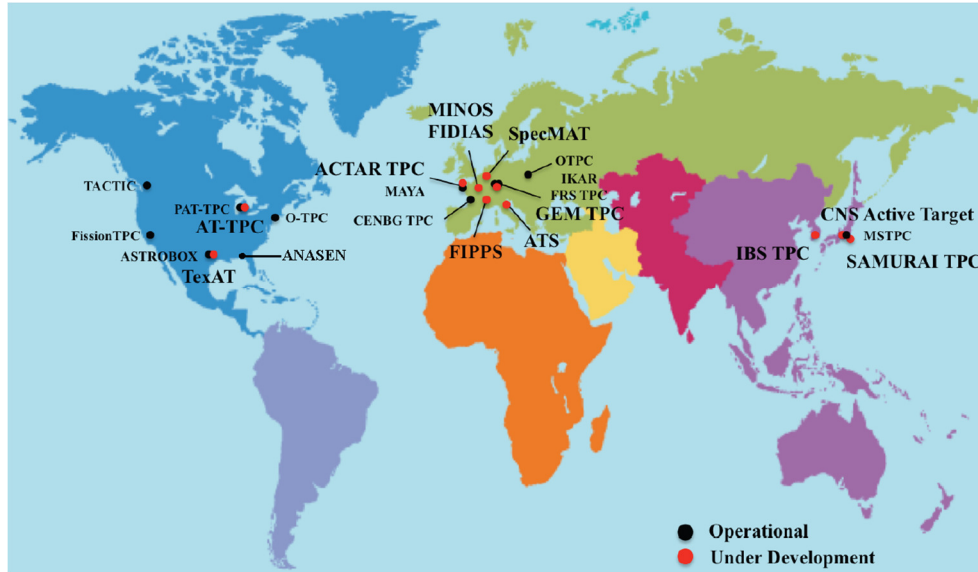 MINOS
FIDIAS
SpecMAT
ACTAR TPC
OTPC
IKAR
TACTIC
MAYA
FRS TPC
PAT-TPC
AT-TPC
O-TPC
CENBG TPC
GEM TPC
CNS Active Target
FissionTPC
ATS
MSTPC
ASTROBOX
ANASEN
FIPPS
IBS TPC
SAMURAI TPC
TexAT
Operational
Under Development